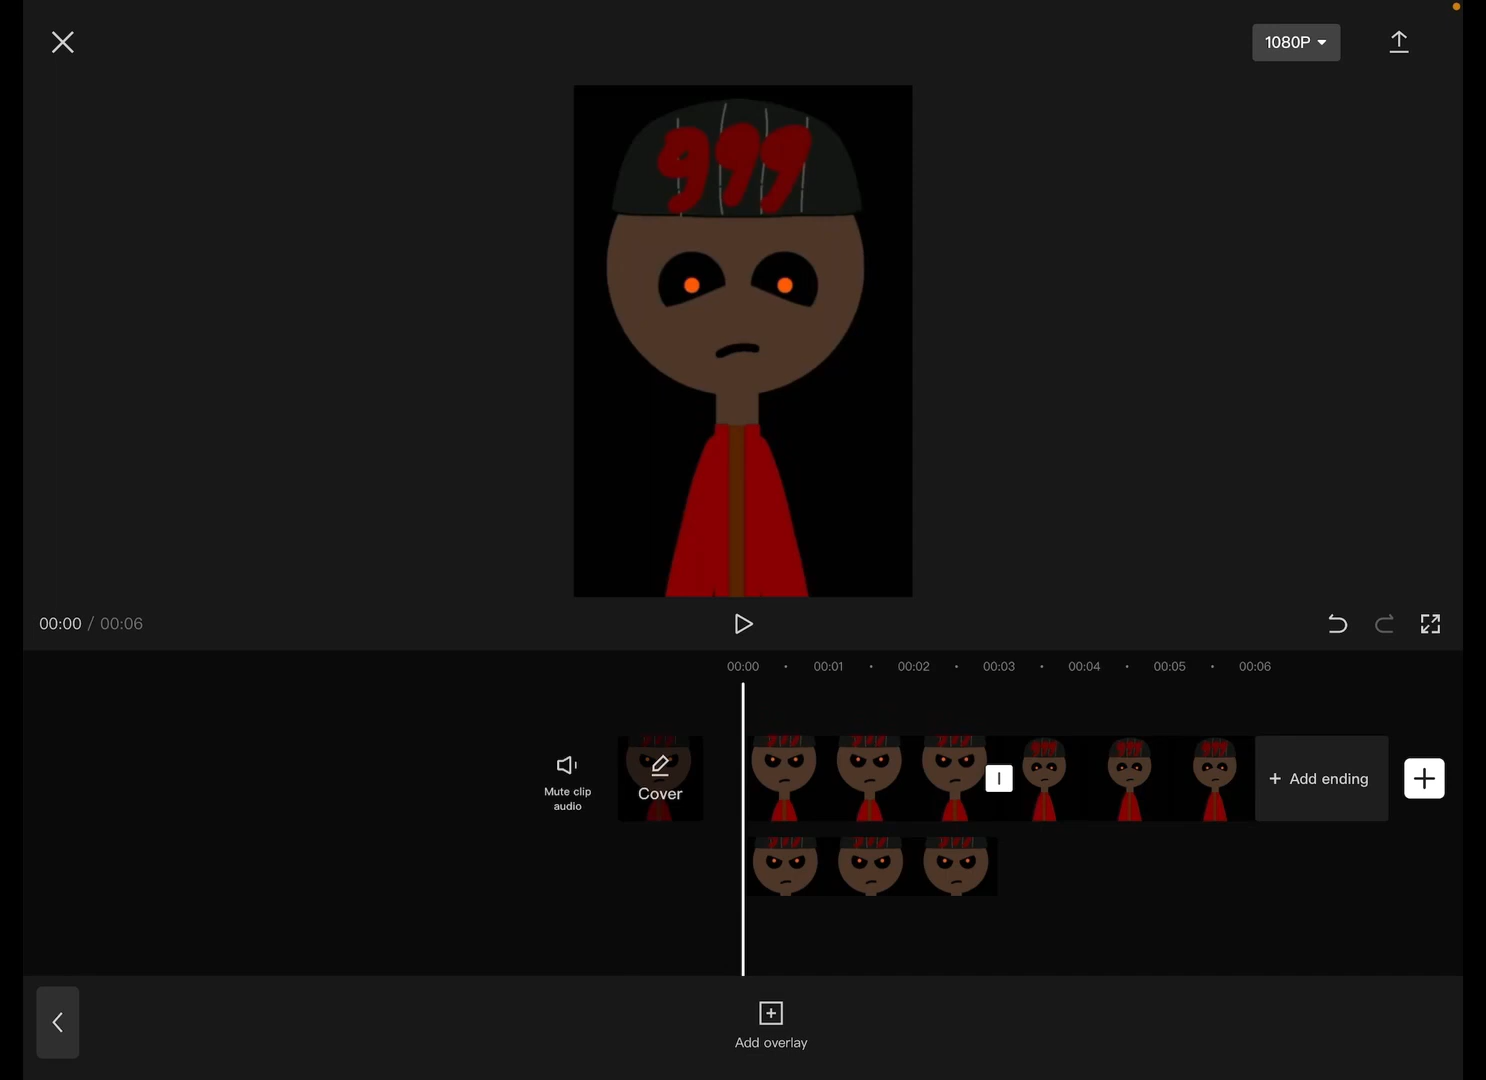 1080P
999
00:00 / 00:06
00:00 00:01 00:02 00:03 00:04 00:05 00:06
Mute clip
audio
Cover
+ Add ending
Add overlay